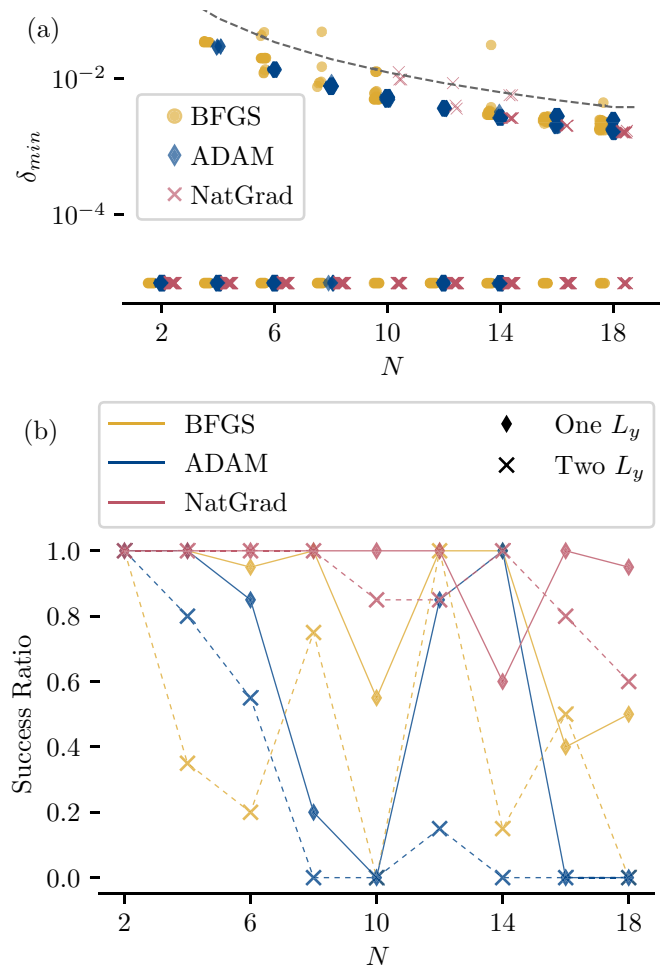 (a)
10⁻²
10⁻⁴
δ_min
BFGS
ADAM
NatGrad
2 6 10 14 18
N
(b)
BFGS
ADAM
NatGrad
One L_y
Two L_y
1.0
0.8
0.6
0.4
0.2
0.0
Success Ratio
2 6 10 14 18
N